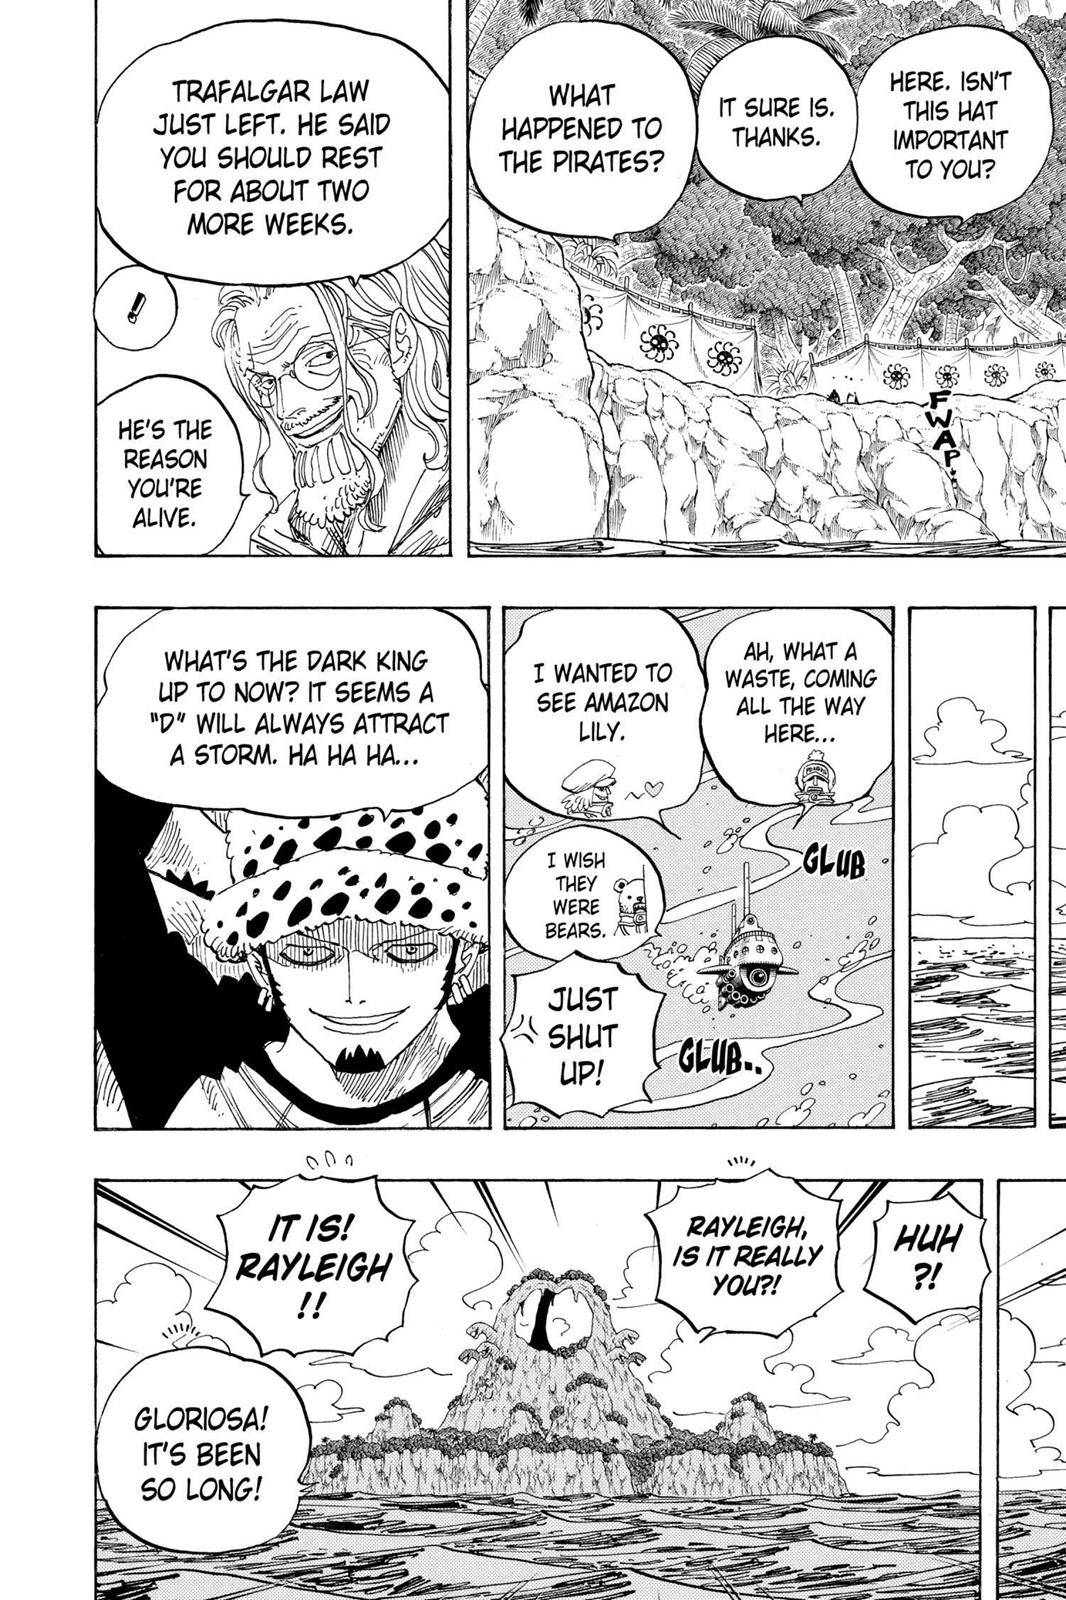 HERE. ISN'T
THIS HAT
IMPORTANT
TO YOU?
IT SURE IS.
THANKS.
WHAT
HAPPENED TO
THE PIRATES?
FWAP...
TRAFALGAR LAW
JUST LEFT. HE SAID
YOU SHOULD REST
FOR ABOUT TWO
MORE WEEKS.
!
HE'S THE
REASON
YOU'RE
ALIVE.
AH, WHAT A
WASTE, COMING
ALL THE WAY
HERE...
I WANTED TO
SEE AMAZON
LILY.
GLUB
I WISH
THEY
WERE
BEARS.
JUST
SHUT
UP!
GLUB..
WHAT'S THE DARK KING
UP TO NOW? IT SEEMS A
"D" WILL ALWAYS ATTRACT
A STORM. HA HA HA...
HUH
?!
RAYLEIGH,
IS IT REALLY
YOU?!
IT IS!
RAYLEIGH
!!
GLORIOSA!
IT'S BEEN
SO LONG!